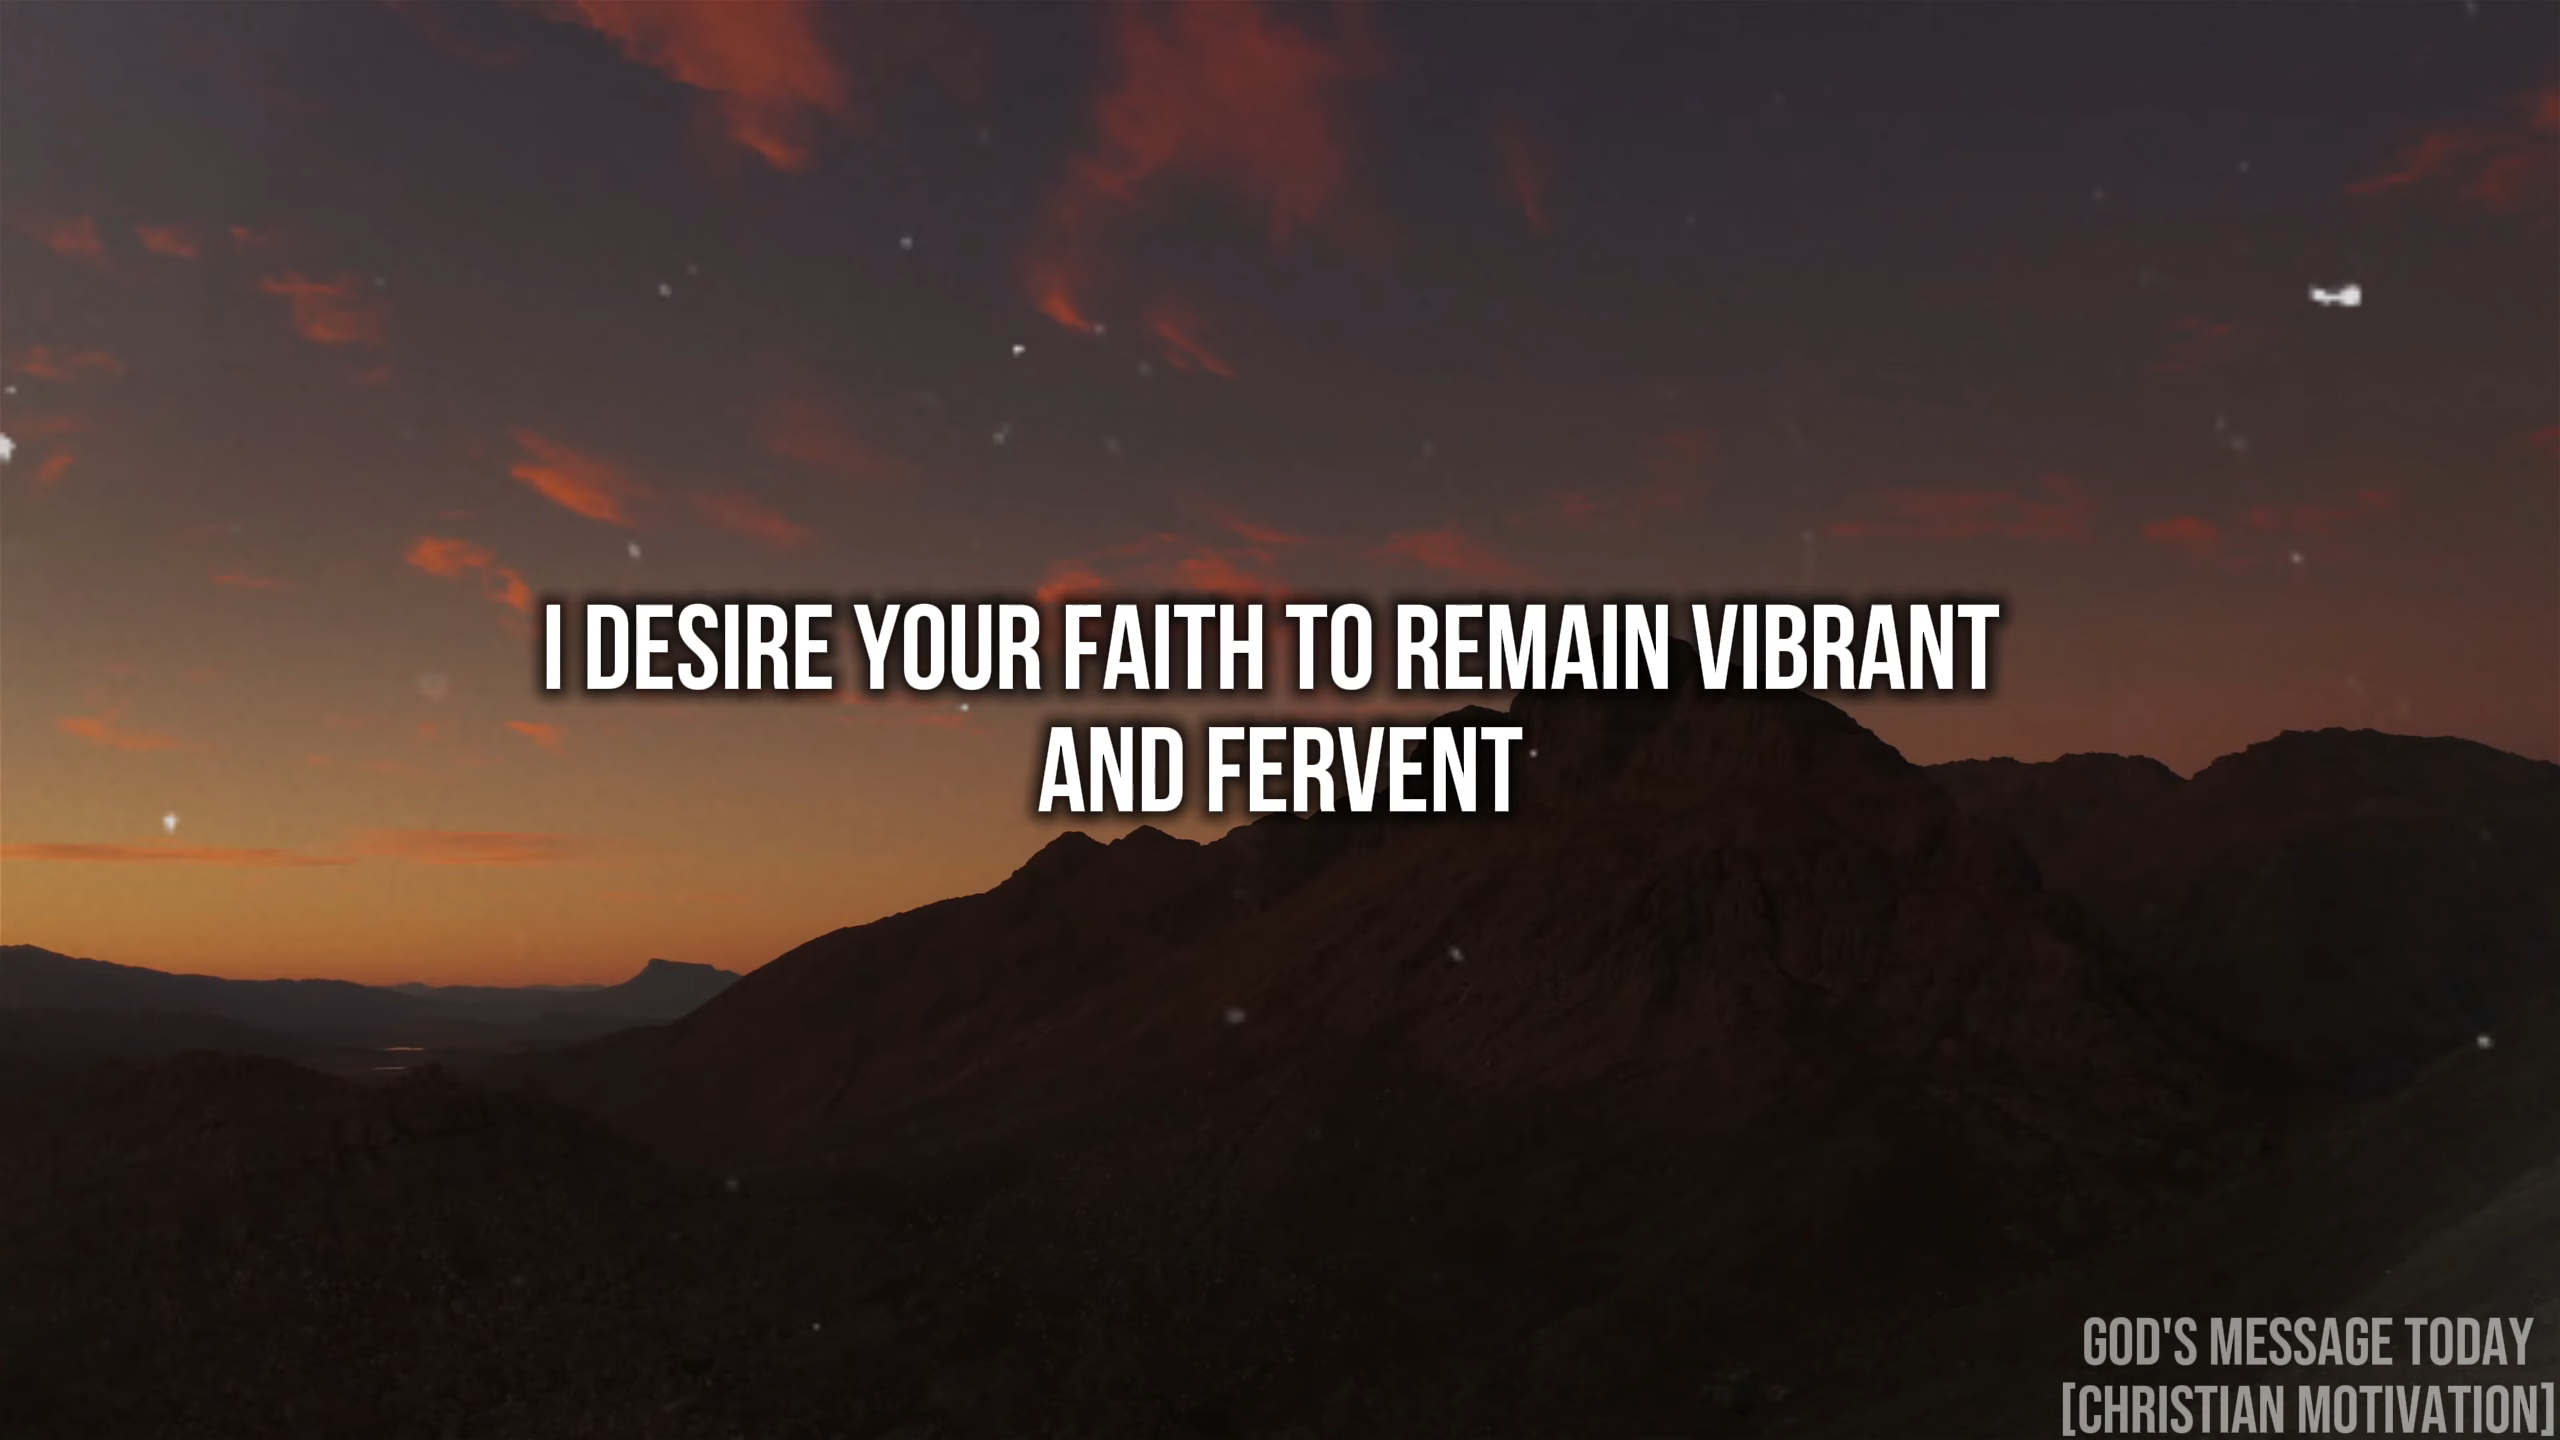 I DESIRE YOUR FAITH TO REMAIN VIBRANT
AND FERVENT
GOD'S MESSAGE TODAY
[CHRISTIAN MOTIVATION]